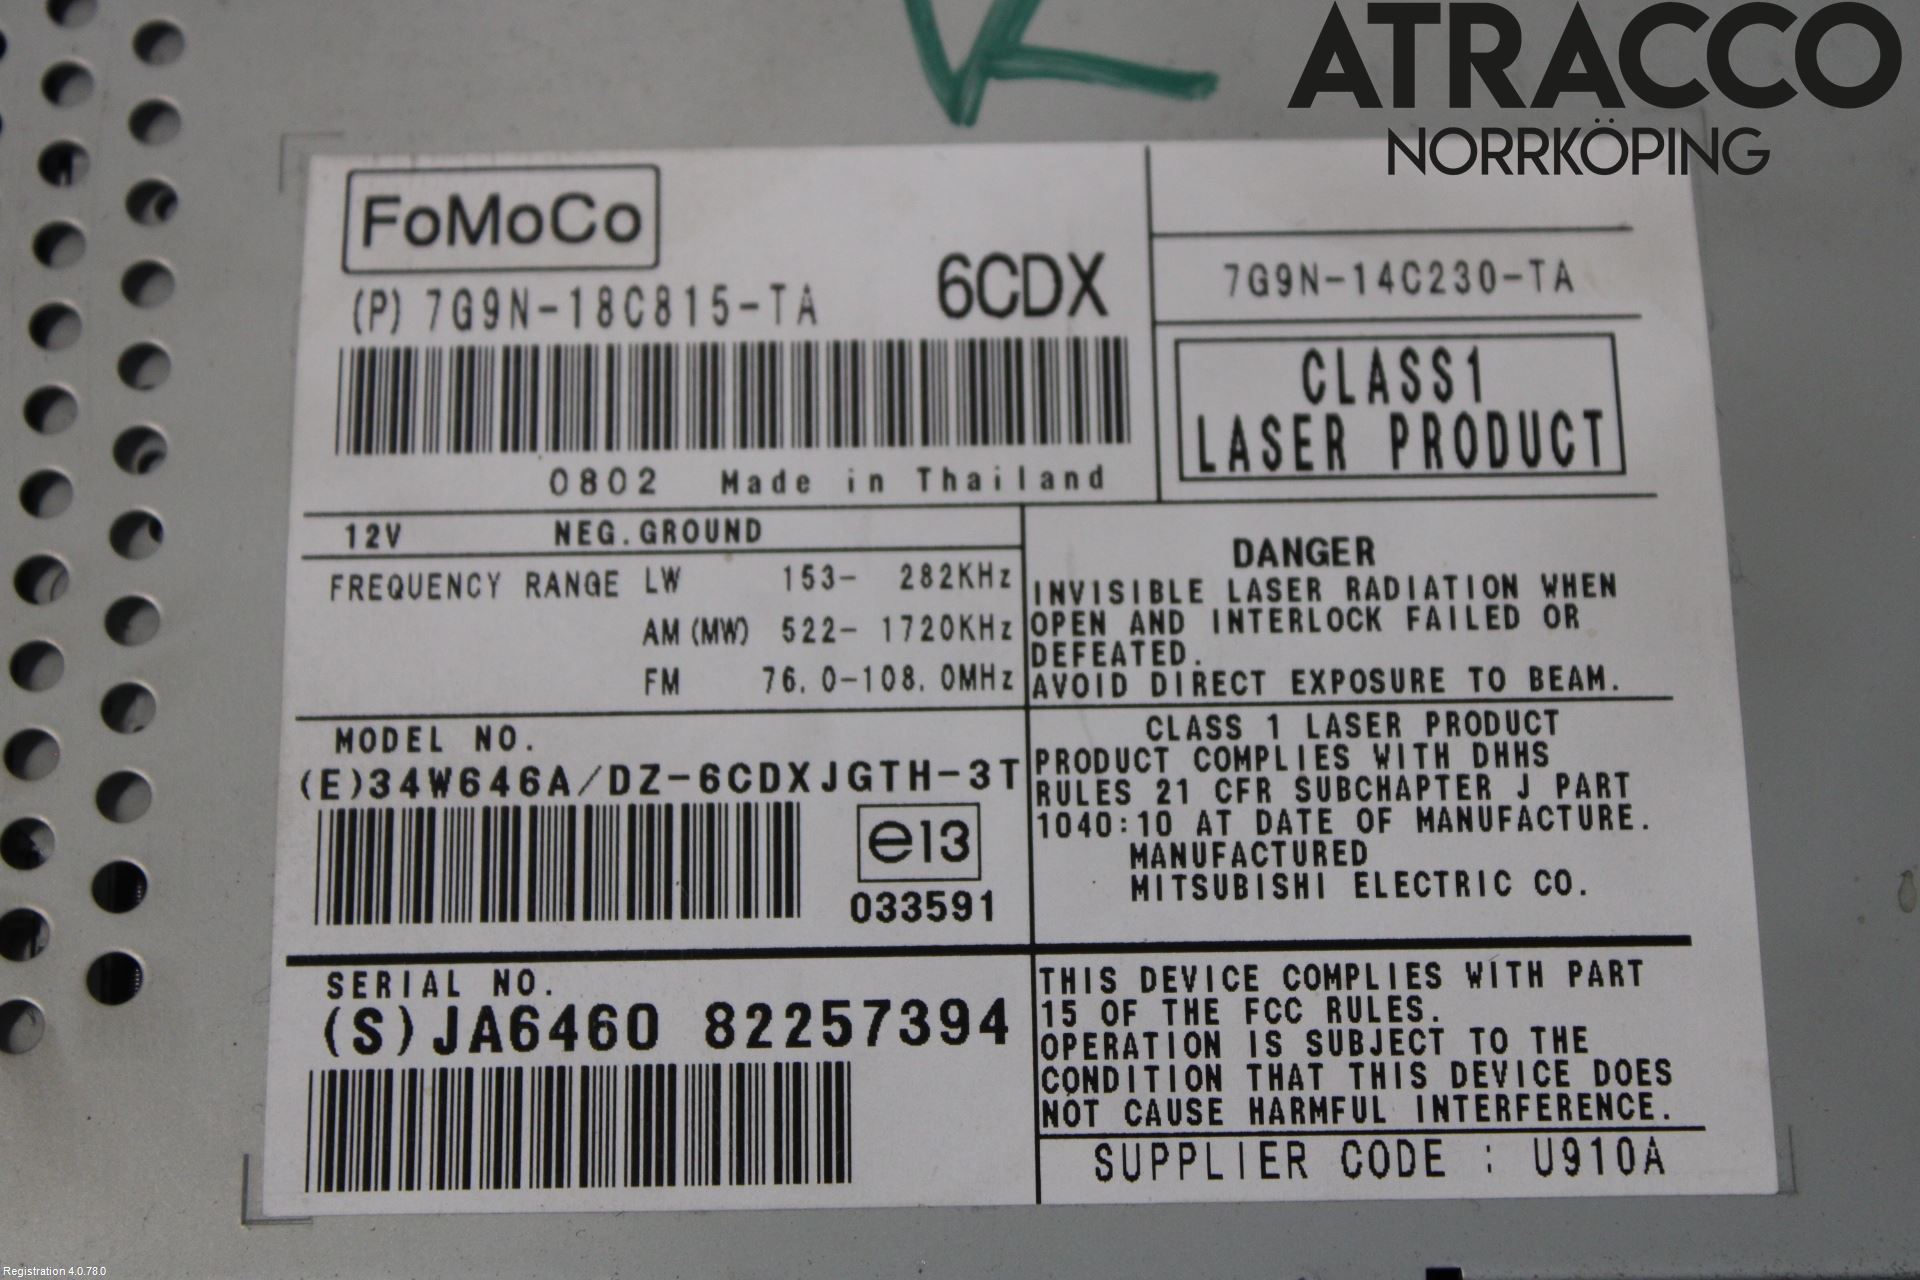 ATRACCO
NORRKÖPING
FoMoCo
(P) 7G9N-18C815-TA
6CDX
7G9N-14C230-TA
CLASS1
LASER PRODUCT
0802 Made in Thailand
12V NEG.GROUND
FREQUENCY RANGE LW 153- 282KHz
AM(MW) 522- 1720KHz
FM 76.0-108.0MHz
DANGER
INVISIBLE LASER RADIATION WHEN
OPEN AND INTERLOCK FAILED OR
DEFEATED.
AVOID DIRECT EXPOSURE TO BEAM.
MODEL NO.
(E)34W646A/DZ-6CDXJGTH-3T
e13
033591
CLASS 1 LASER PRODUCT
PRODUCT COMPLIES WITH DHHS
RULES 21 CFR SUBCHAPTER J PART
1040:10 AT DATE OF MANUFACTURE.
MANUFACTURED
MITSUBISHI ELECTRIC CO.
SERIAL NO.
(S)JA6460 82257394
THIS DEVICE COMPLIES WITH PART
15 OF THE FCC RULES.
OPERATION IS SUBJECT TO THE
CONDITION THAT THIS DEVICE DOES
NOT CAUSE HARMFUL INTERFERENCE.
SUPPLIER CODE : U910A
Registration 4.0.78.0